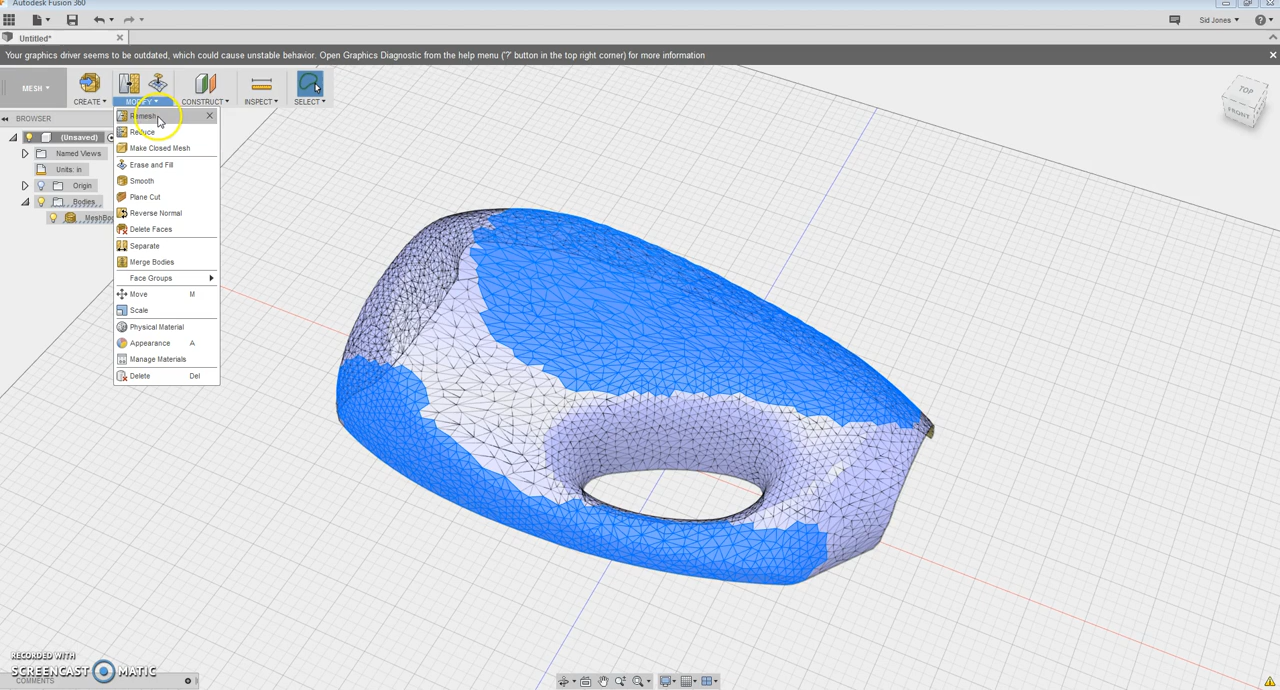 Autodesk Fusion 360
Sid Jones
Untitled*
Your graphics driver seems to be outdated, which could cause unstable behavior. Open Graphics Diagnostic from the help menu ('?' button in the top right corner) for more information
MESH
CREATE
MODIFY
CONSTRUCT
INSPECT
SELECT
BROWSER
(Unsaved)
Named Views
Units: in
Origin
Bodies
MeshBo
Remesh
Reduce
Make Closed Mesh
Erase and Fill
Smooth
Plane Cut
Reverse Normal
Delete Faces
Separate
Merge Bodies
Face Groups
Move M
Scale
Physical Material
Appearance A
Manage Materials
Delete Del
TOP
FRONT
RECORDED WITH
SCREENCAST MATIC
COMMENTS